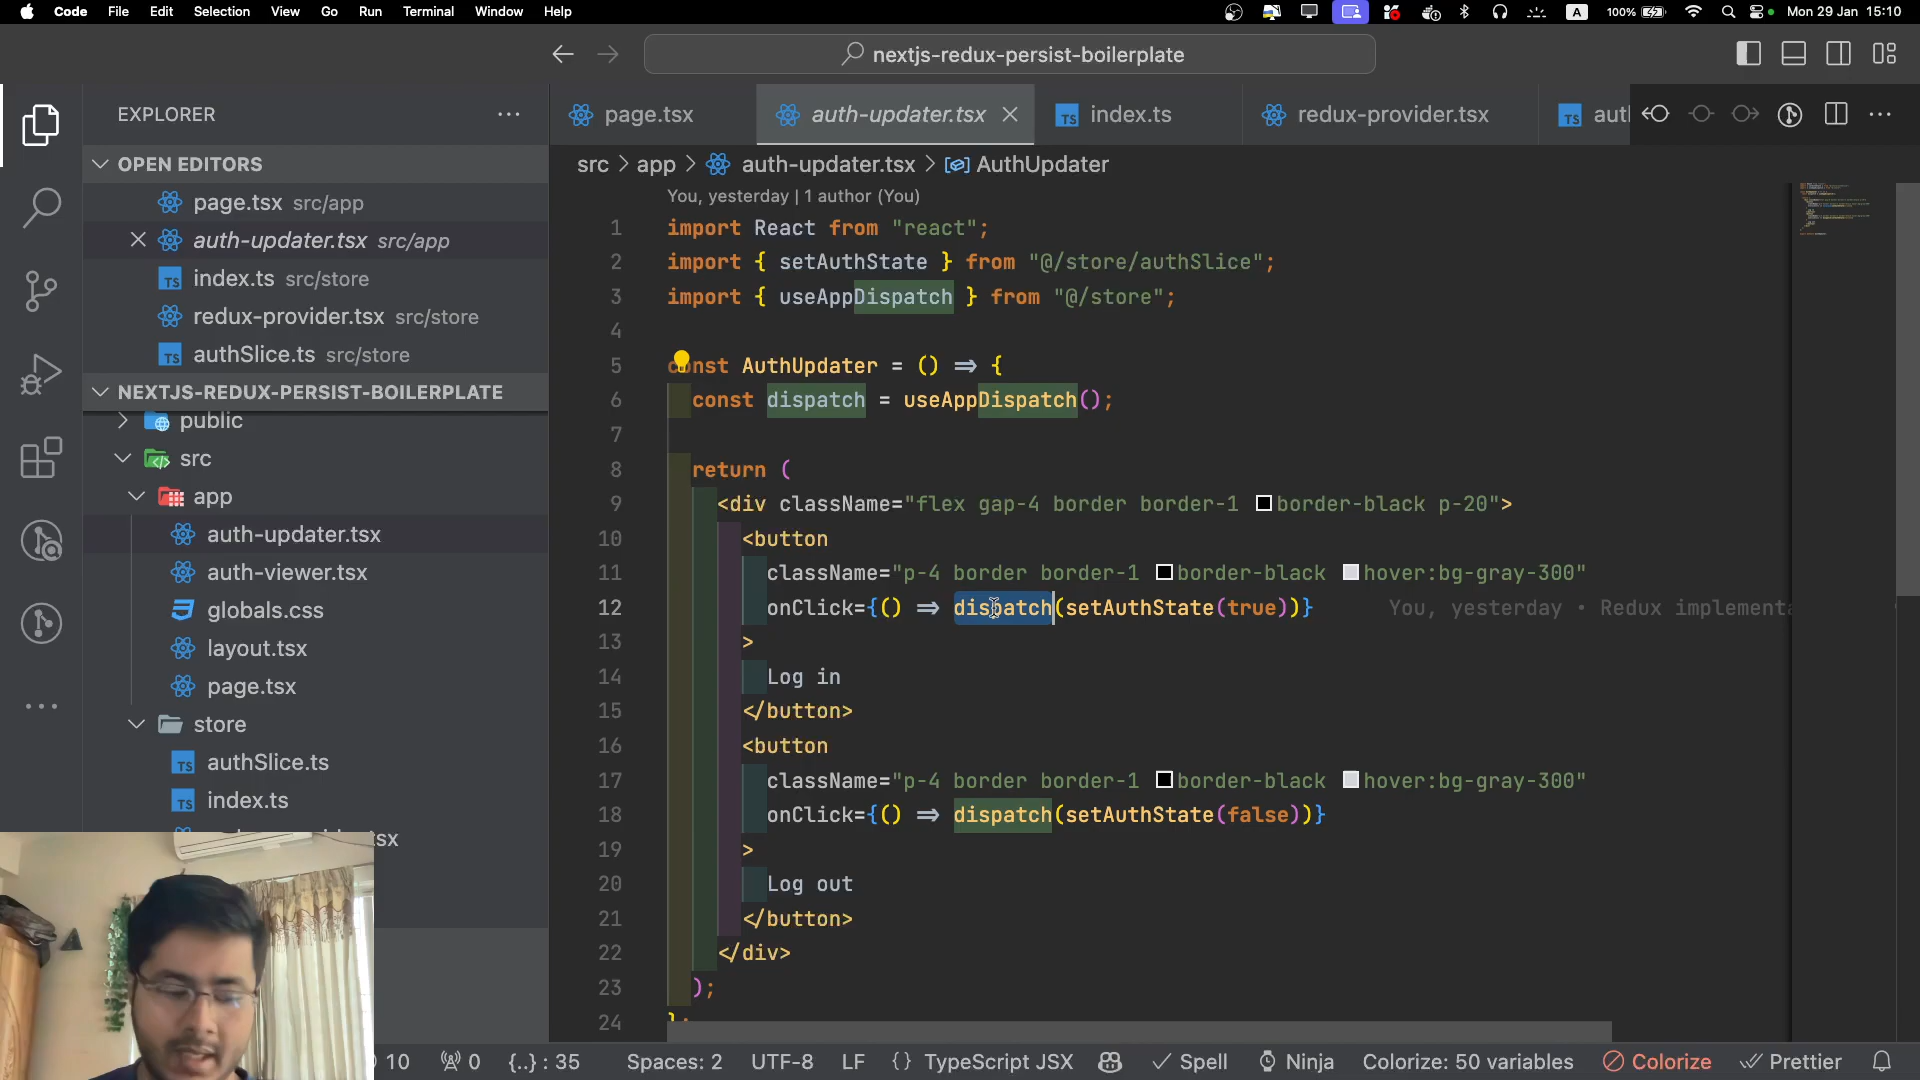 Code File Edit Selection View Go Run Terminal Window Help A 100% Mon 29 Jan 15:10
nextjs-redux-persist-boilerplate
EXPLORER
OPEN EDITORS
page.tsx src/app
auth-updater.tsx src/app
TS index.ts src/store
redux-provider.tsx src/store
TS authSlice.ts src/store
NEXTJS-REDUX-PERSIST-BOILERPLATE
public
src
app
auth-updater.tsx
auth-viewer.tsx
globals.css
layout.tsx
page.tsx
store
TS authSlice.ts
TS index.ts
sx
page.tsx auth-updater.tsx TS index.ts redux-provider.tsx TS aut
src > app > auth-updater.tsx > AuthUpdater
You, yesterday | 1 author (You)
1 import React from "react";
2 import { setAuthState } from "@/store/authSlice";
3 import { useAppDispatch } from "@/store";
4
5 const AuthUpdater = () => {
6 const dispatch = useAppDispatch();
7
8 return (
9 <div className="flex gap-4 border border-1 border-black p-20">
10 <button
11 className="p-4 border border-1 border-black hover:bg-gray-300"
12 onClick={() => dispatch(setAuthState(true))} You, yesterday • Redux implementa
13 >
14 Log in
15 </button>
16 <button
17 className="p-4 border border-1 border-black hover:bg-gray-300"
18 onClick={() => dispatch(setAuthState(false))}
19 >
20 Log out
21 </button>
22 </div>
23 );
24 };
10 0 {..} : 35 Spaces: 2 UTF-8 LF {} TypeScript JSX Spell Ninja Colorize: 50 variables Colorize Prettier